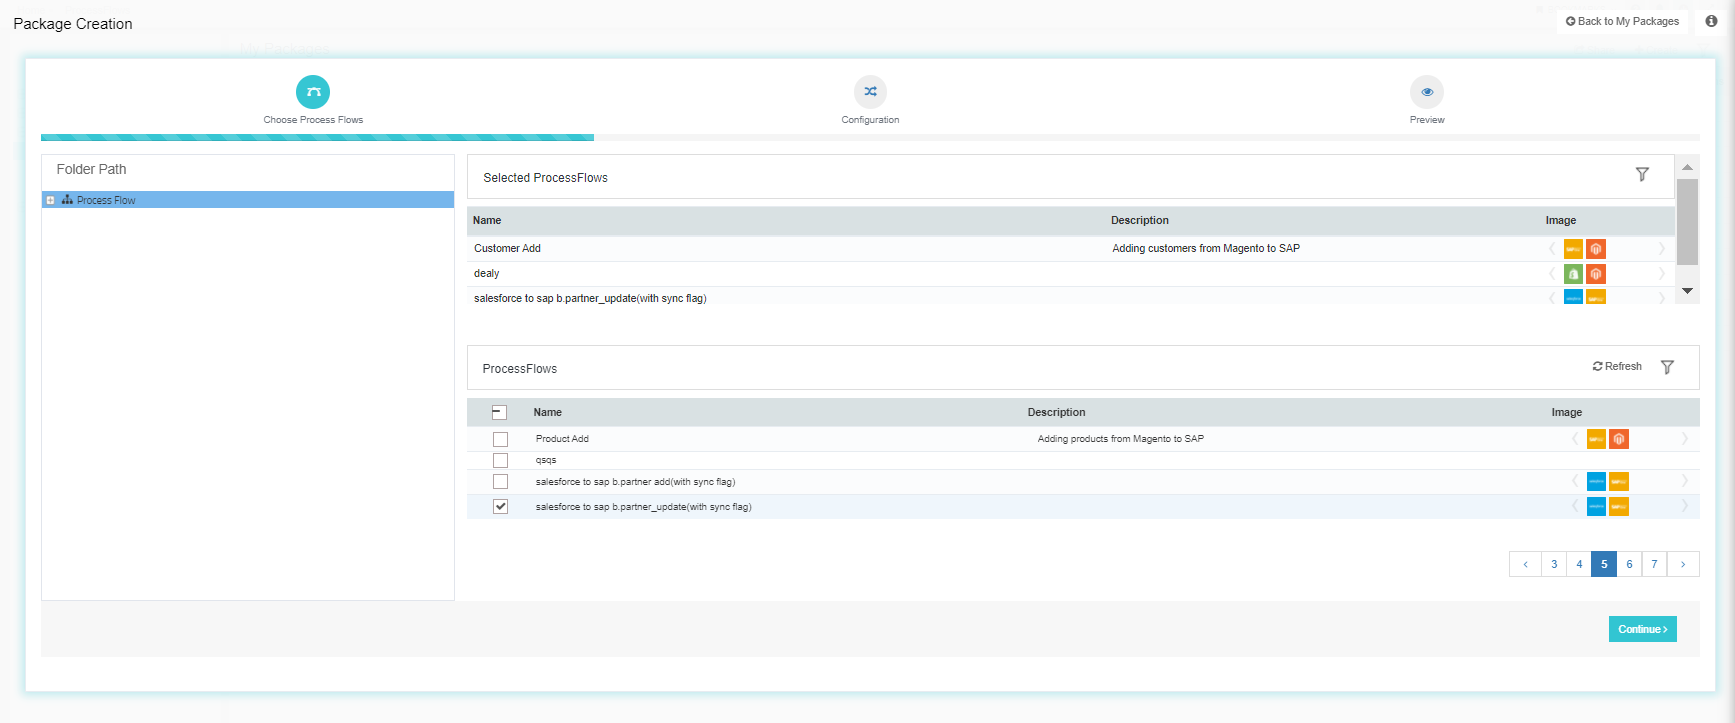 Package Creation
Back to My Packages
Choose Process Flows
Configuration
Preview
Folder Path
Process Flow
Selected ProcessFlows
Name Description Image
Customer Add Adding customers from Magento to SAP
dealy
salesforce to sap b.partner_update(with sync flag)
ProcessFlows
Refresh
Name Description Image
Product Add Adding products from Magento to SAP
qsqs
salesforce to sap b.partner add(with sync flag)
salesforce to sap b.partner_update(with sync flag)
‹ 3 4 5 6 7 ›
Continue ›